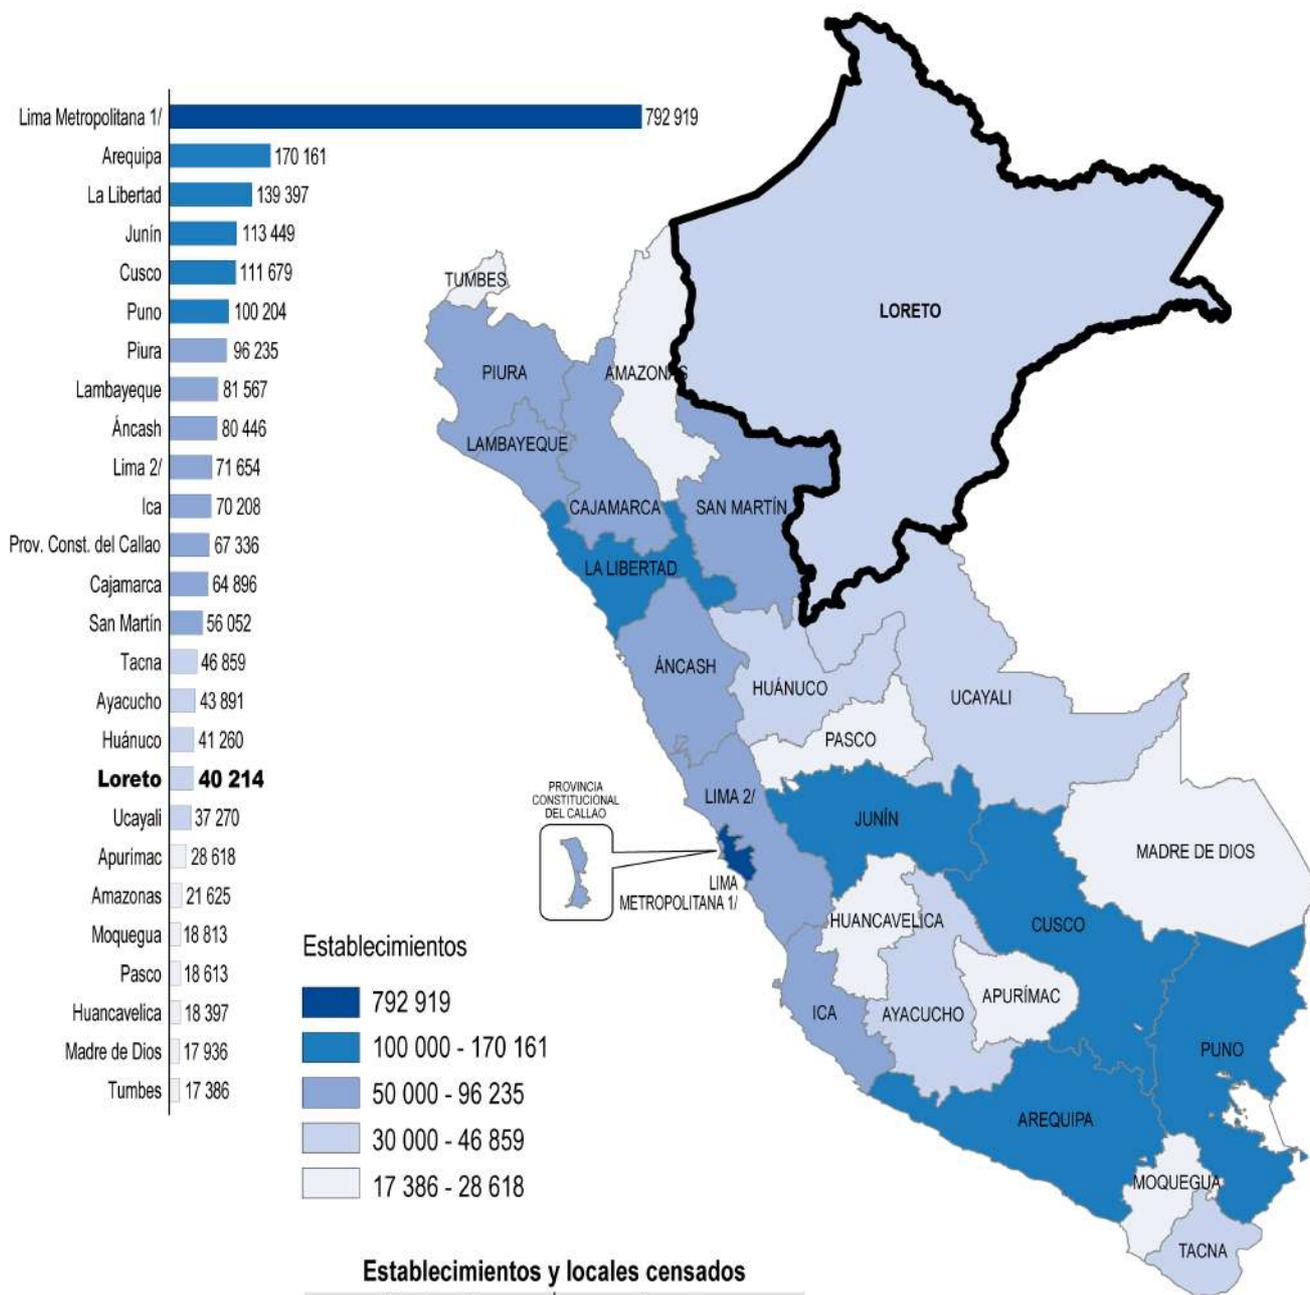 Lima Metropolitana 1/ 792 919
Arequipa 170 161
La Libertad 139 397
Junín 113 449
Cusco 111 679
Puno 100 204
Piura 96 235
Lambayeque 81 567
Áncash 80 446
Lima 2/ 71 654
Ica 70 208
Prov. Const. del Callao 67 336
Cajamarca 64 896
San Martín 56 052
Tacna 46 859
Ayacucho 43 891
Huánuco 41 260
Loreto 40 214
Ucayali 37 270
Apurimac 28 618
Amazonas 21 625
Moquegua 18 813
Pasco 18 613
Huancavelica 18 397
Madre de Dios 17 936
Tumbes 17 386
TUMBES
LORETO
PIURA
AMAZONAS
LAMBAYEQUE
CAJAMARCA
SAN MARTÍN
LA LIBERTAD
ÁNCASH
HUÁNUCO
UCAYALI
PASCO
PROVINCIA
CONSTITUCIONAL
DEL CALLAO
LIMA 2/
JUNÍN
MADRE DE DIOS
LIMA
METROPOLITANA 1/
HUANCAVELICA
CUSCO
APURÍMAC
ICA
AYACUCHO
PUNO
AREQUIPA
MOQUEGUA
TACNA
Establecimientos
792 919
100 000 - 170 161
50 000 - 96 235
30 000 - 46 859
17 386 - 28 618
Establecimientos y locales censados